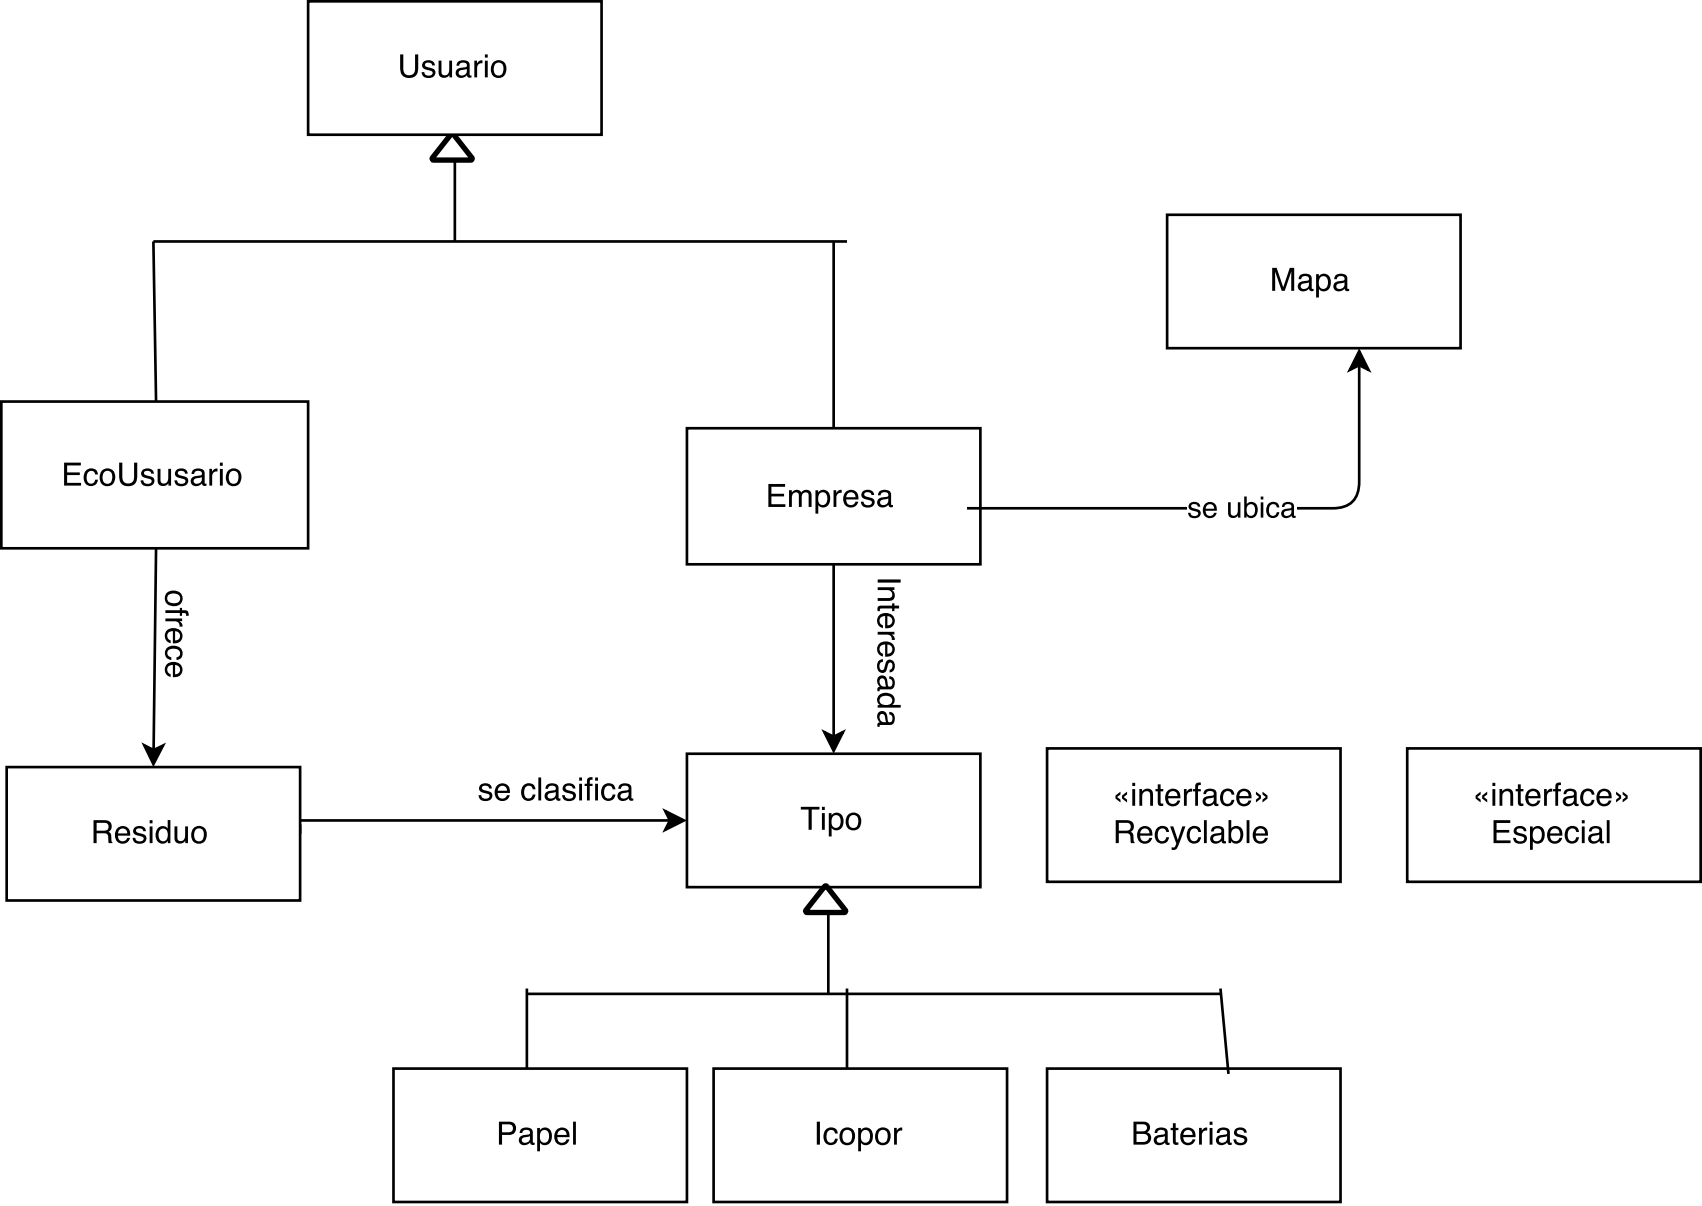 Usuario
Mapa
EcoUsusario
Empresa
se ubica
ofrece
Interesada
se clasifica
Residuo
Tipo
«interface»
Recyclable
«interface»
Especial
Papel
Icopor
Baterias